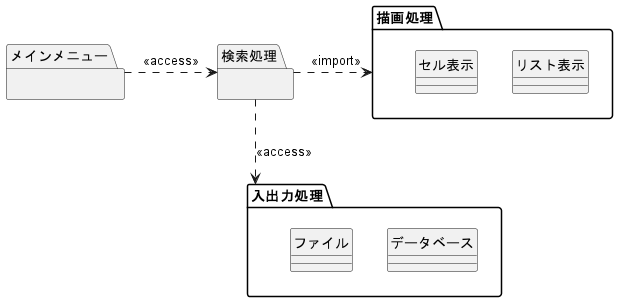 描画処理
メインメニュー
«access»
検索処理
«import»
セル表示
リスト表示
«access»
入出力処理
ファイル
データベース